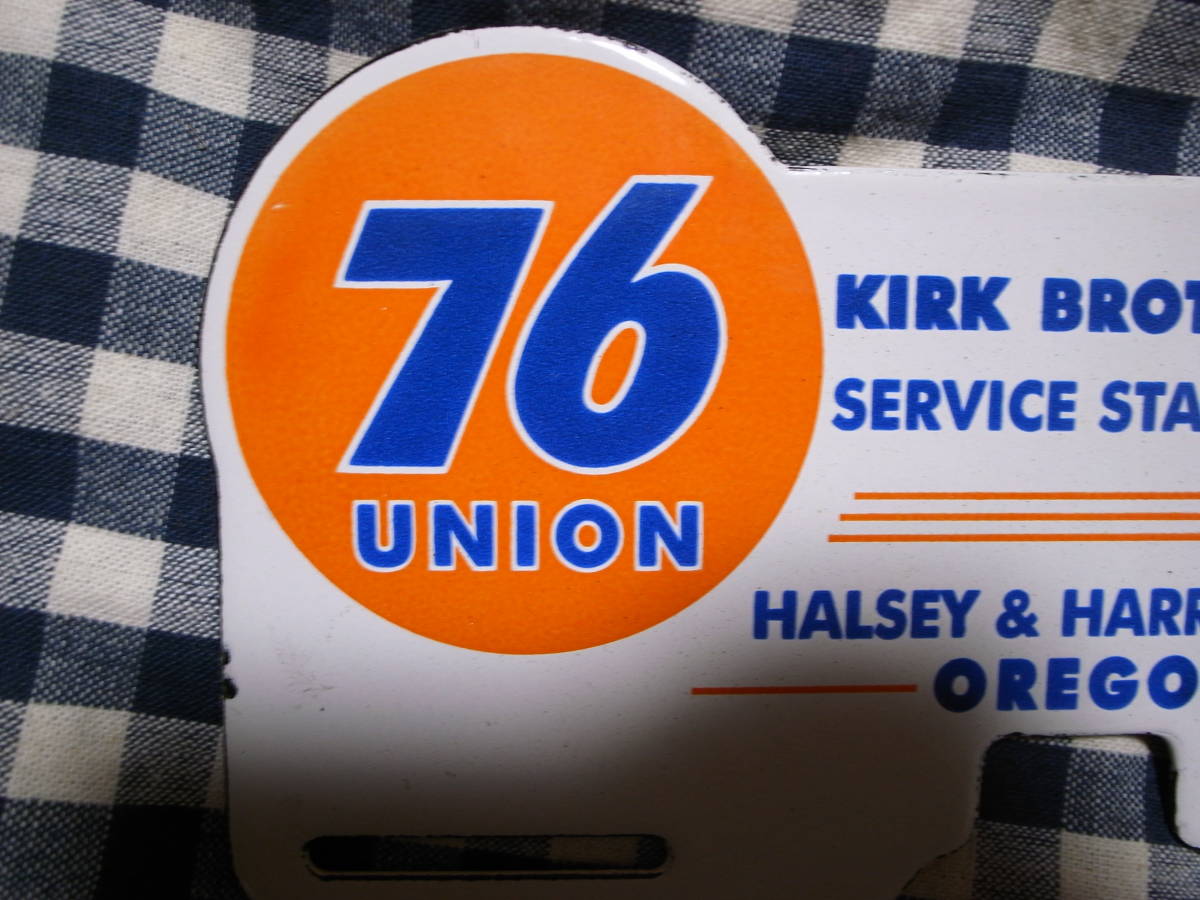 76
UNION
KIRK BROT
SERVICE STA
HALSEY & HARR
OREGO